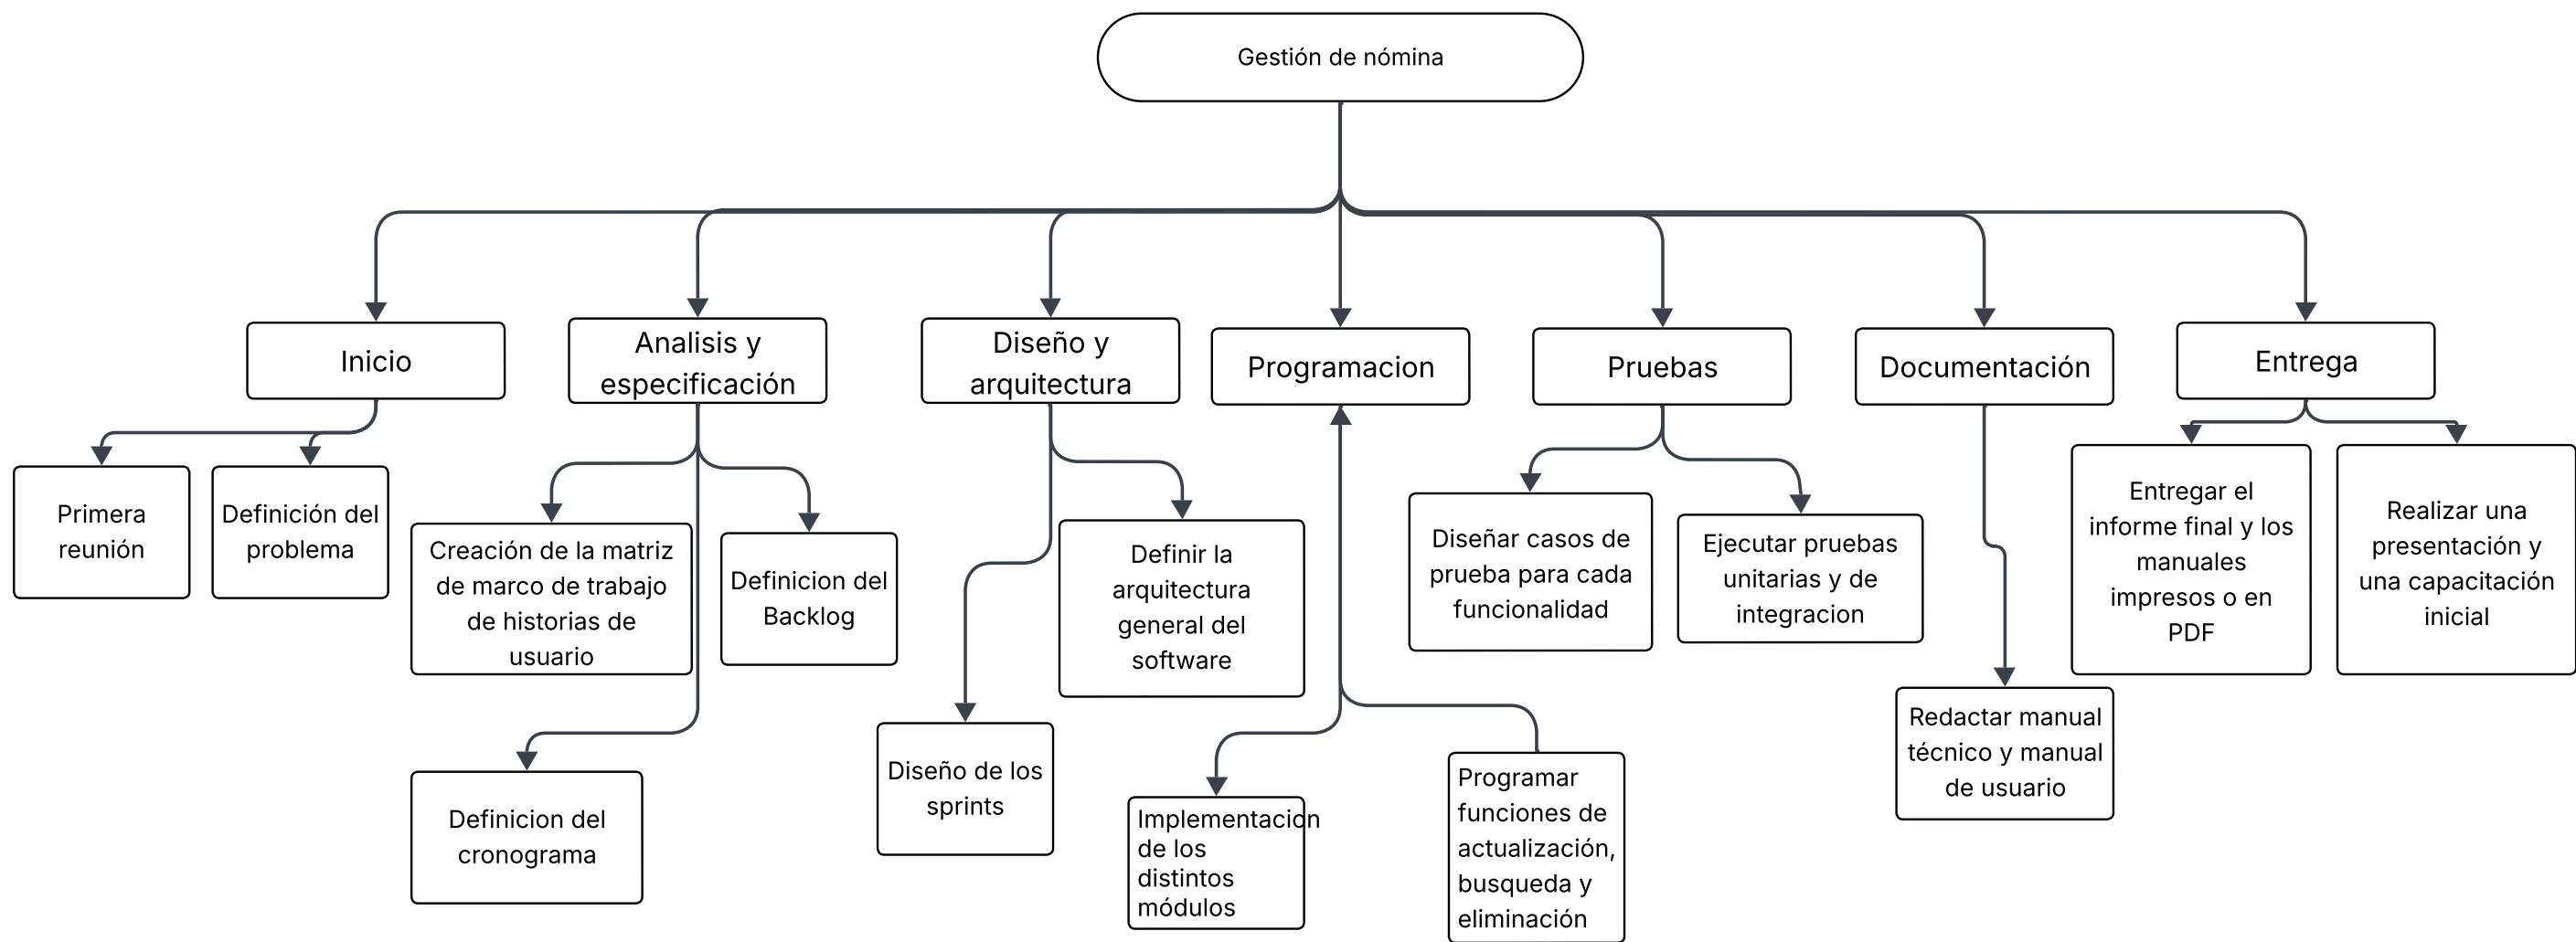 Gestión de nómina
Inicio
Analisis y
especificación
Diseño y
arquitectura
Programacion
Pruebas
Documentación
Entrega
Primera
reunión
Definición del
problema
Creación de la matriz
de marco de trabajo
de historias de
usuario
Definicion del
Backlog
Definicion del
cronograma
Diseño de los
sprints
Definir la
arquitectura
general del
software
Implementacion
de los
distintos
módulos
Programar
funciones de
actualización,
busqueda y
eliminación
Diseñar casos de
prueba para cada
funcionalidad
Ejecutar pruebas
unitarias y de
integracion
Redactar manual
técnico y manual
de usuario
Entregar el
informe final y los
manuales
impresos o en
PDF
Realizar una
presentación y
una capacitación
inicial